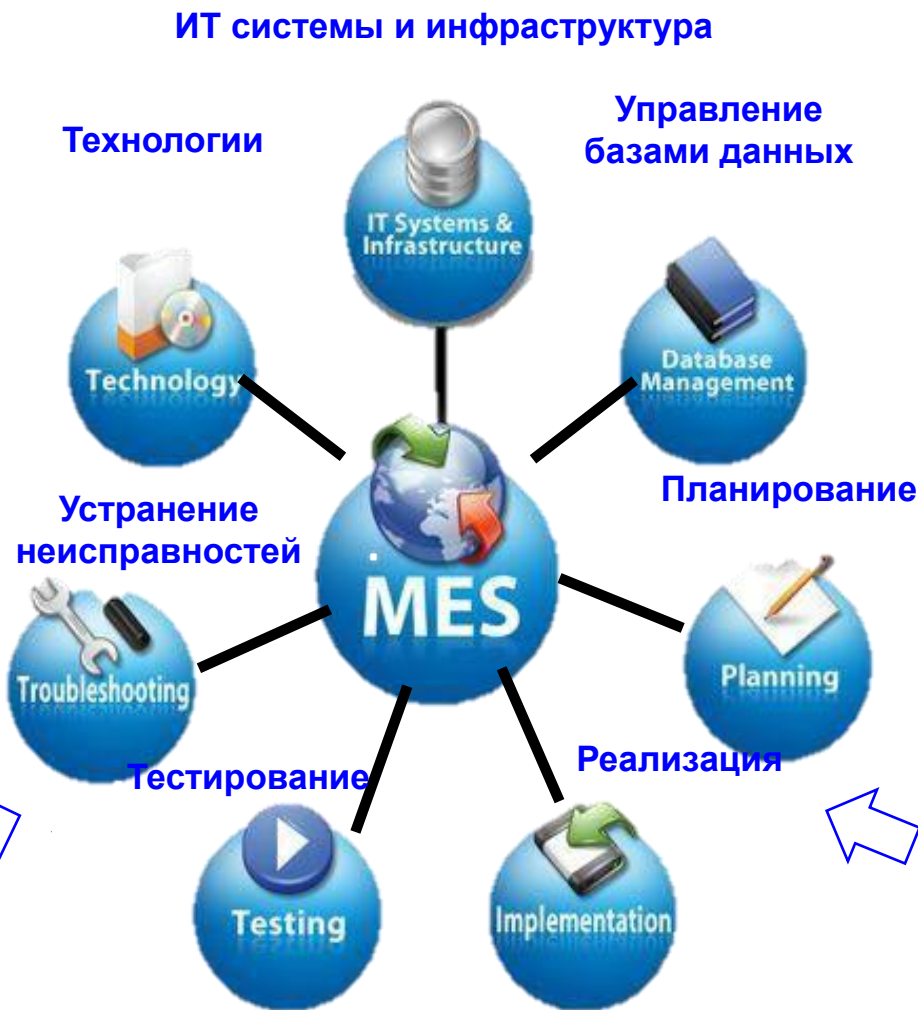 ИТ системы и инфраструктура
Технологии
Управление
базами данных
IT Systems &
Infrastructure
Technology
Database
Management
Устранение
неисправностей
Планирование
MES
Troubleshooting
Planning
Тестирование
Реализация
Testing
Implementation